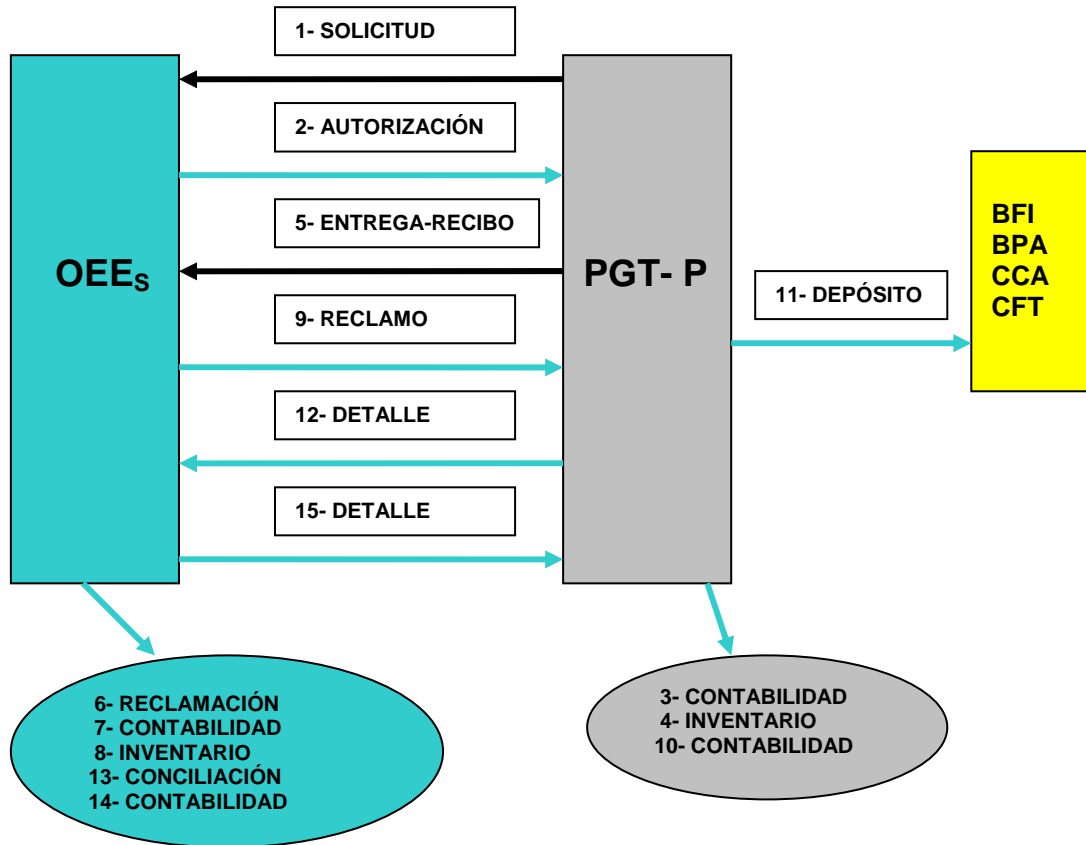 1- SOLICITUD
2- AUTORIZACIÓN
5- ENTREGA-RECIBO
OEES
PGT- P
BFI
BPA
CCA
CFT
11- DEPÓSITO
9- RECLAMO
12- DETALLE
15- DETALLE
6- RECLAMACIÓN
7- CONTABILIDAD
8- INVENTARIO
13- CONCILIACIÓN
14- CONTABILIDAD
3- CONTABILIDAD
4- INVENTARIO
10- CONTABILIDAD